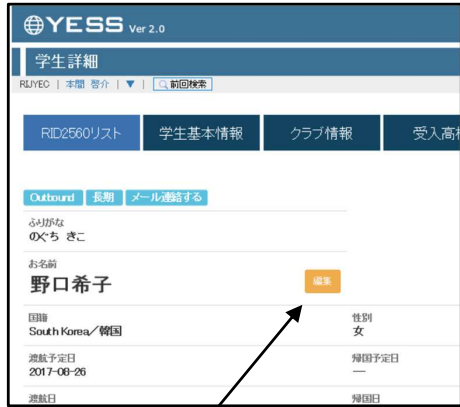 YESS Ver 2.0
学生詳細
RIJYEC | 本間 啓介 | ▼ | 前回検索
RID2560リスト 学生基本情報 クラブ情報 受入高校
Outbound 長期 メール連絡する
ふりがな
のぐち きこ
お名前
野口希子 編集
国籍 性別
South Korea／韓国 女
渡航予定日 帰国予定日
2017-08-26 —
渡航日 帰国日